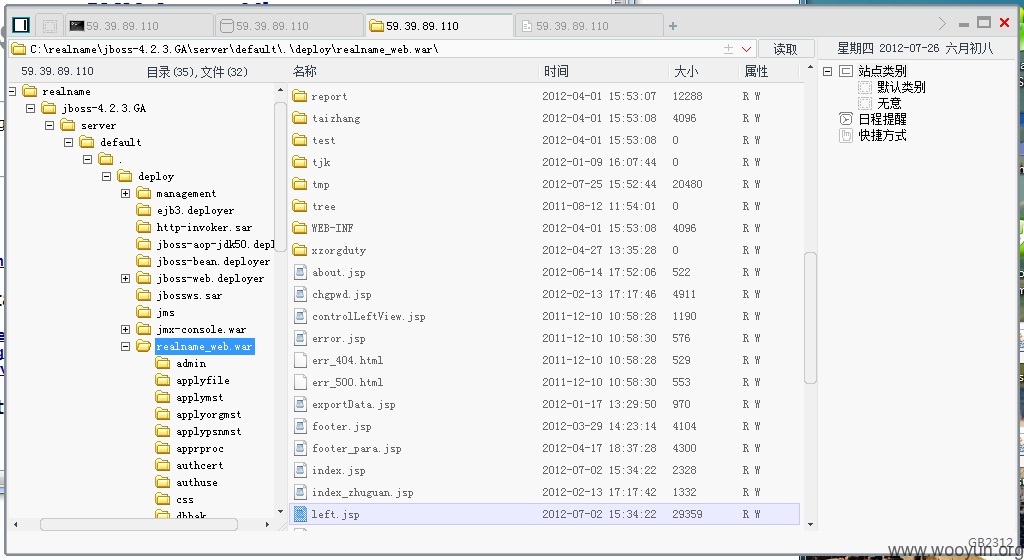 59.39.89.110 59.39.89.110 59.39.89.110 59.39.89.110 +
C:\realname\jboss-4.2.3.GA\server\default\.\deploy\realname_web.war\ 读取 星期四 2012-07-26 六月初八
59.39.89.110 目录(35),文件(32) 名称 时间 大小 属性
realname
jboss-4.2.3.GA
server
default
.
deploy
management
ejb3.deployer
http-invoker.sar
jboss-aop-jdk50.depl
jboss-bean.deployer
jboss-web.deployer
jbossws.sar
jms
jmx-console.war
realname_web.war
admin
applyfile
applymst
applyorgmst
applypsnmst
apprproc
authcert
authuse
css
dbbak
report 2012-04-01 15:53:07 12288 R W
taizhang 2012-04-01 15:53:08 4096 R W
test 2012-04-01 15:53:08 0 R W
tjk 2012-01-09 16:07:44 0 R W
tmp 2012-07-25 15:52:44 20480 R W
tree 2011-08-12 11:54:01 0 R W
WEB-INF 2012-04-01 15:53:08 4096 R W
xzorgduty 2012-04-27 13:35:28 0 R W
about.jsp 2012-06-14 17:52:06 522 R W
chgpwd.jsp 2012-02-13 17:17:46 4911 R W
controlLeftView.jsp 2011-12-10 10:58:28 1190 R W
error.jsp 2011-12-10 10:58:30 576 R W
err_404.html 2011-12-10 10:58:28 529 R W
err_500.html 2011-12-10 10:58:30 553 R W
exportData.jsp 2012-01-17 13:29:50 970 R W
footer.jsp 2012-03-29 14:23:14 4104 R W
footer_para.jsp 2012-04-17 18:37:28 4300 R W
index.jsp 2012-07-02 15:34:22 2328 R W
index_zhuguan.jsp 2012-02-13 17:17:42 1332 R W
left.jsp 2012-07-02 15:34:22 29359 R W
站点类别
默认类别
无意
日程提醒
快捷方式
GB2312
www.wooyun.org